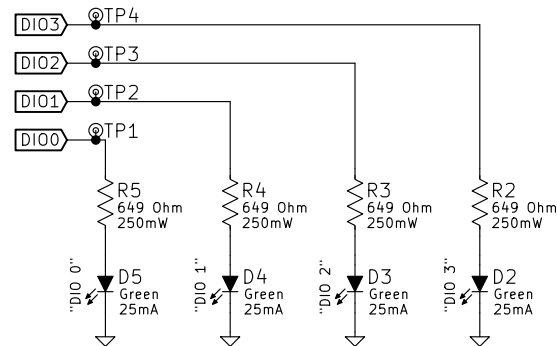 DIO3 TP4
DIO2 TP3
DIO1 TP2
DIO0 TP1
R5
649 Ohm
250mW
R4
649 Ohm
250mW
R3
649 Ohm
250mW
R2
649 Ohm
250mW
"DIO 0"
D5
Green
25mA
"DIO 1"
D4
Green
25mA
"DIO 2"
D3
Green
25mA
"DIO 3"
D2
Green
25mA